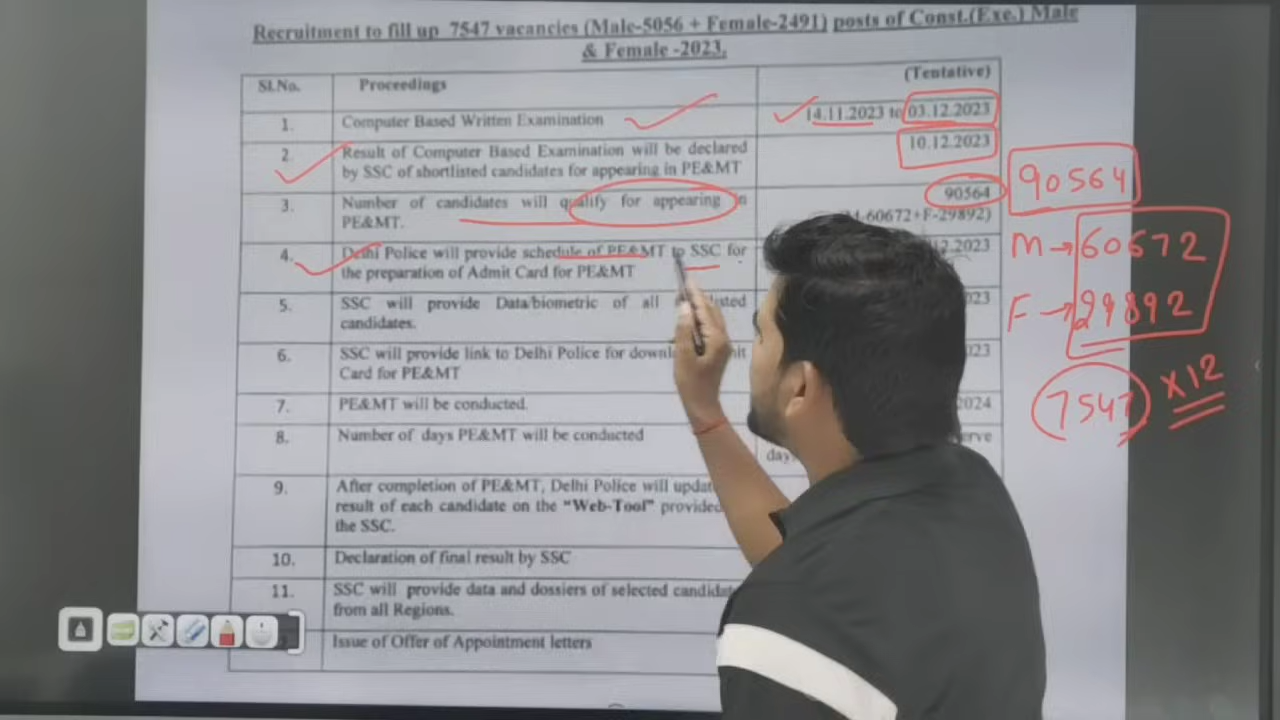 Recruitment to fill up 7547 vacancies (Male-5056 + Female-2491) posts of Const.(Exe.) Male
& Female -2023.
Sl.No. Proceedings (Tentative)
1. Computer Based Written Examination 14.11.2023 to 03.12.2023
2. Result of Computer Based Examination will be declared 10.12.2023
by SSC of shortlisted candidates for appearing in PE&MT
3. Number of candidates will qualify for appearing in 90564
PE&MT. 60672+F-29892)
90564
M → 60672
F → 29892
7547 x12
4. Delhi Police will provide schedule of PE&MT to SSC for 2023
the preparation of Admit Card for PE&MT
5. SSC will provide Data/biometric of all
candidates.
6. SSC will provide link to Delhi Police for
Card for PE&MT
7. PE&MT will be conducted. 2024
8. Number of days PE&MT will be conducted
9. After completion of PE&MT, Delhi Police will
result of each candidate on the "Web-Tool" provided
the SSC.
10. Declaration of final result by SSC
11. SSC will provide data and dossiers of selected
from all Regions.
Issue of Offer of Appointment letters